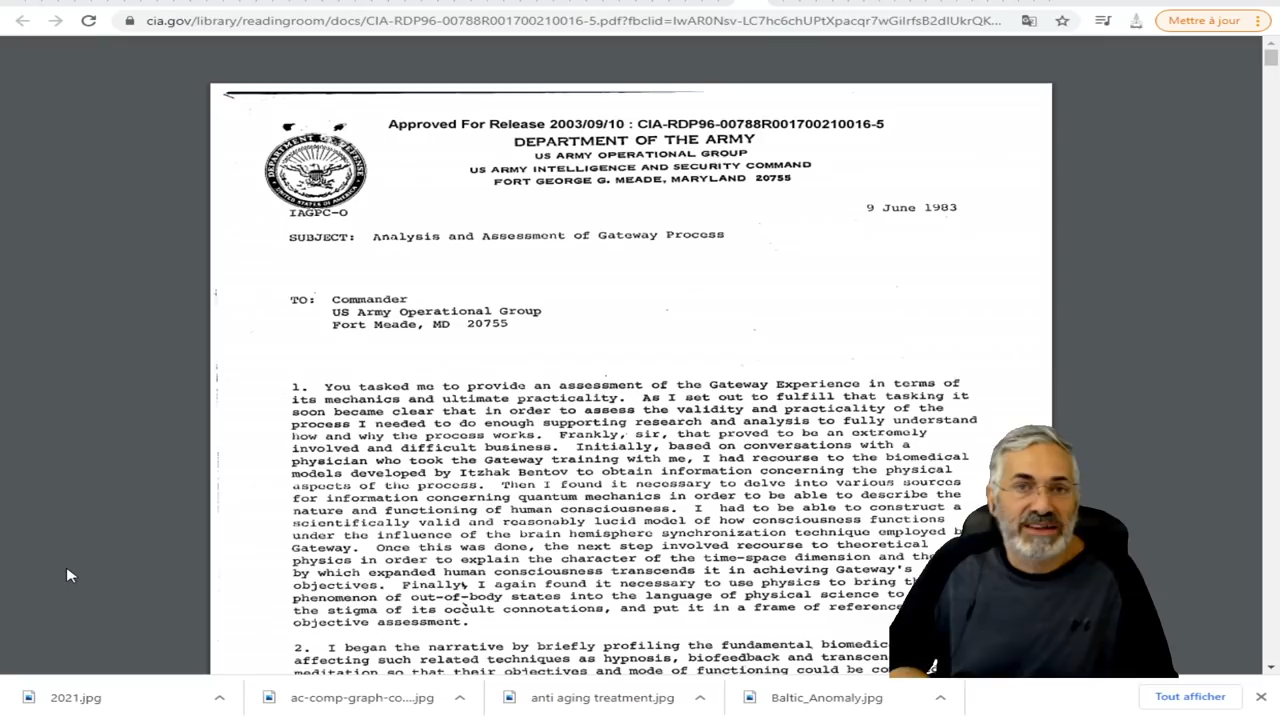 cia.gov/library/readingroom/docs/CIA-RDP96-00788R001700210016-5.pdf?fbclid=IwAR0Nsv-LC7hc6chUPtXpacqr7wGiIrfsB2dIUkrQK...
Mettre à jour
Approved For Release 2003/09/10 : CIA-RDP96-00788R001700210016-5
DEPARTMENT OF THE ARMY
US ARMY OPERATIONAL GROUP
US ARMY INTELLIGENCE AND SECURITY COMMAND
FORT GEORGE G. MEADE, MARYLAND 20755
DEPARTMENT OF DEFENSE
UNITED STATES OF AMERICA
IAGPC-O
9 June 1983
SUBJECT: Analysis and Assessment of Gateway Process
TO: Commander
US Army Operational Group
Fort Meade, MD 20755
1. You tasked me to provide an assessment of the Gateway Experience in terms of
its mechanics and ultimate practicality. As I set out to fulfill that tasking it
soon became clear that in order to assess the validity and practicality of the
process I needed to do enough supporting research and analysis to fully understand
how and why the process works. Frankly, sir, that proved to be an extremely
involved and difficult business. Initially, based on conversations with a
physician who took the Gateway training with me, I had recourse to the biomedical
models developed by Itzhak Bentov to obtain information concerning the physical
aspects of the process. Then I found it necessary to delve into various sources
for information concerning quantum mechanics in order to be able to describe the
nature and functioning of human consciousness. I had to be able to construct a
scientifically valid and reasonably lucid model of how consciousness functions
under the influence of the brain hemisphere synchronization technique employed b
Gateway. Once this was done, the next step involved recourse to theoretical
physics in order to explain the character of the time-space dimension and the
by which expanded human consciousness transcends it in achieving Gateway's
objectives. Finally, I again found it necessary to use physics to bring th
phenomenon of out-of-body states into the language of physical science to
the stigma of its occult connotations, and put it in a frame of reference
objective assessment.
2. I began the narrative by briefly profiling the fundamental biomedic
affecting such related techniques as hypnosis, biofeedback and transcen
meditation so that their objectives and mode of functioning could be co
2021.jpg
ac-comp-graph-co....jpg
anti aging treatment.jpg
Baltic_Anomaly.jpg
Tout afficher